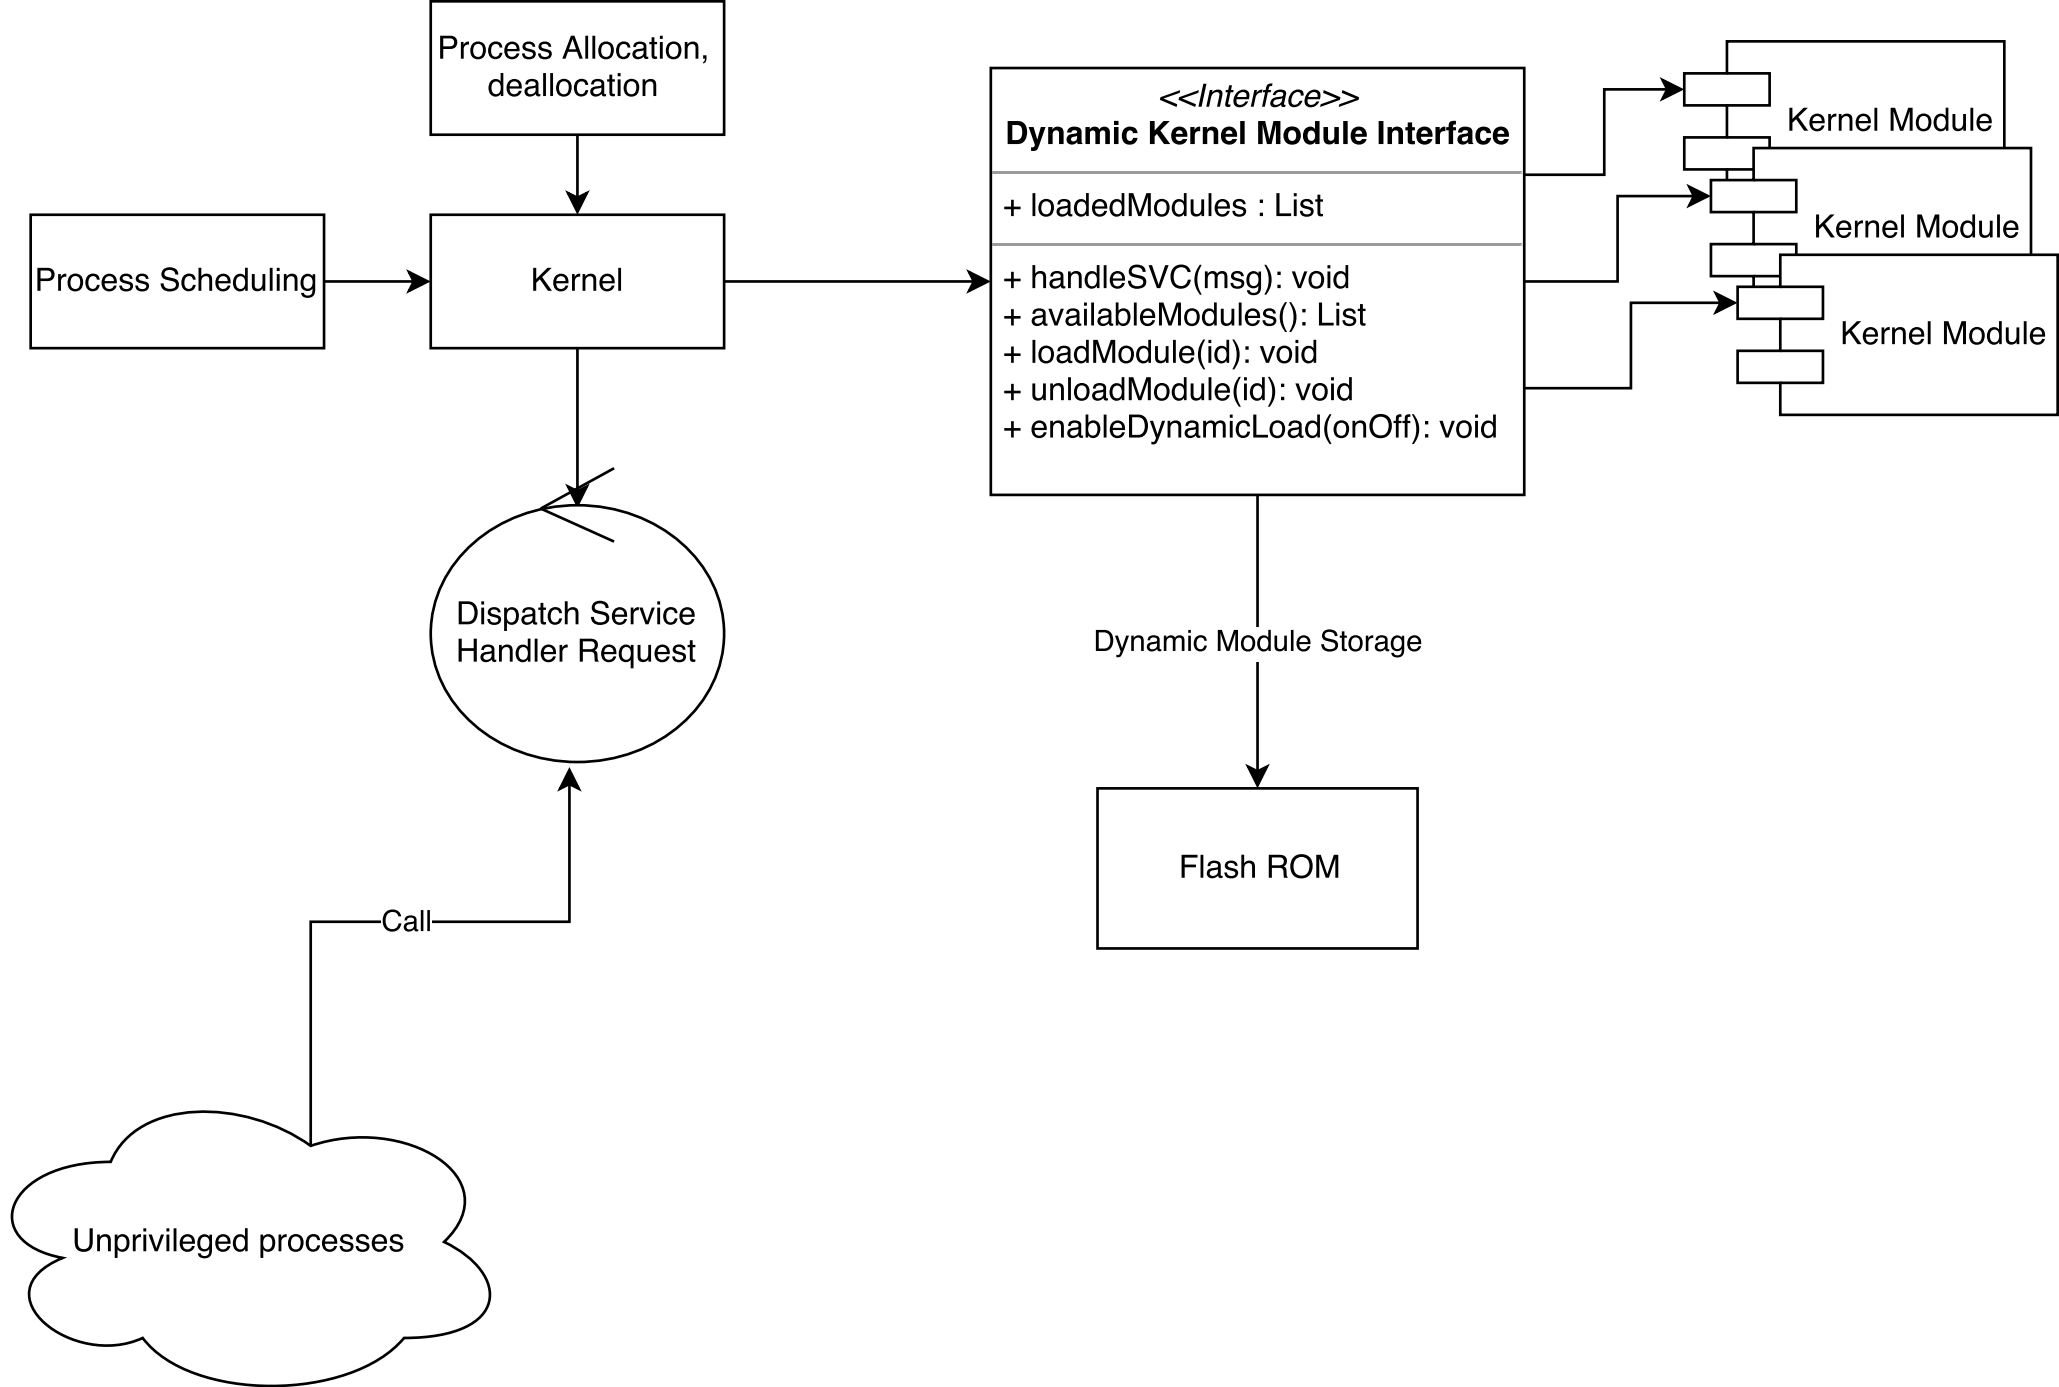 Process Allocation,
deallocation
Process Scheduling
Kernel
<<Interface>>
Dynamic Kernel Module Interface
+ loadedModules : List
+ handleSVC(msg): void
+ availableModules(): List
+ loadModule(id): void
+ unloadModule(id): void
+ enableDynamicLoad(onOff): void
Kernel Module
Kernel Module
Kernel Module
Dispatch Service
Handler Request
Dynamic Module Storage
Flash ROM
Call
Unprivileged processes